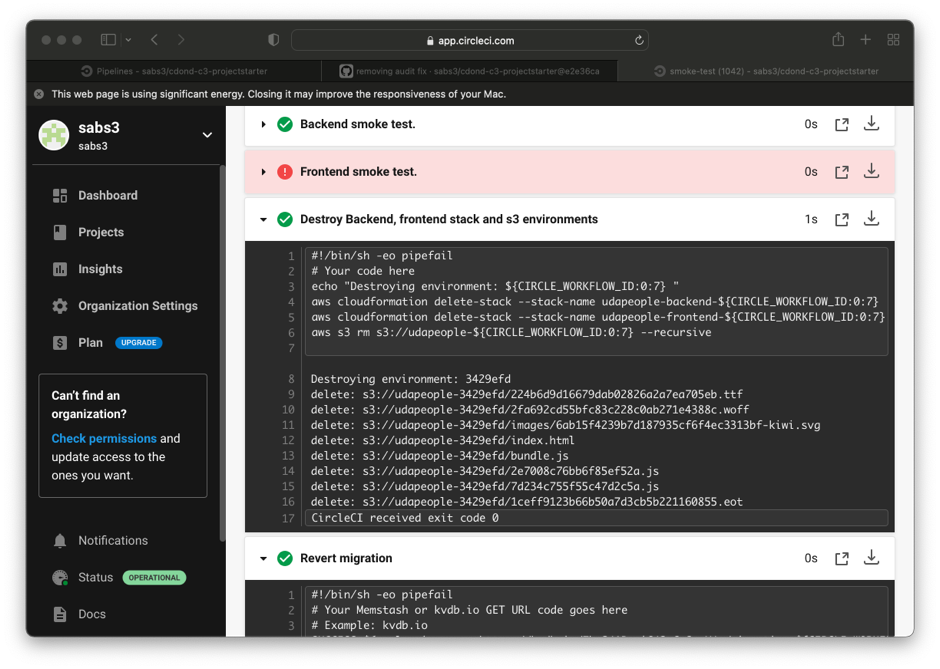 app.circleci.com
Pipelines - sabs3/cdond-c3-projectstarter
removing audit fix · sabs3/cdond-c3-projectstarter@e2e36ca
smoke-test (1042) - sabs3/cdond-c3-projectstarter
This web page is using significant energy. Closing it may improve the responsiveness of your Mac.
sabs3
sabs3
Dashboard
Projects
Insights
Organization Settings
Plan UPGRADE
Can't find an
organization?
Check permissions and
update access to the
ones you want.
Notifications
Status OPERATIONAL
Docs
Backend smoke test. 0s
Frontend smoke test. 0s
Destroy Backend, frontend stack and s3 environments 1s
1 #!/bin/sh -eo pipefail
2 # Your code here
3 echo "Destroying environment: ${CIRCLE_WORKFLOW_ID:0:7} "
4 aws cloudformation delete-stack --stack-name udapeople-backend-${CIRCLE_WORKFLOW_ID:0:7}
5 aws cloudformation delete-stack --stack-name udapeople-frontend-${CIRCLE_WORKFLOW_ID:0:7}
6 aws s3 rm s3://udapeople-${CIRCLE_WORKFLOW_ID:0:7} --recursive
7
8 Destroying environment: 3429efd
9 delete: s3://udapeople-3429efd/224b6d9d16679dab02826a2a7ea705eb.ttf
10 delete: s3://udapeople-3429efd/2fa692cd55bfc83c228c0ab271e4388c.woff
11 delete: s3://udapeople-3429efd/images/6ab15f4239b7d187935cf6f4ec3313bf-kiwi.svg
12 delete: s3://udapeople-3429efd/index.html
13 delete: s3://udapeople-3429efd/bundle.js
14 delete: s3://udapeople-3429efd/2e7008c76bb6f85ef52a.js
15 delete: s3://udapeople-3429efd/7d234c755f55c47d2c5a.js
16 delete: s3://udapeople-3429efd/1ceff9123b66b50a7d3cb5b221160855.eot
17 CircleCI received exit code 0
Revert migration 0s
1 #!/bin/sh -eo pipefail
2 # Your Memstash or kvdb.io GET URL code goes here
3 # Example: kvdb.io